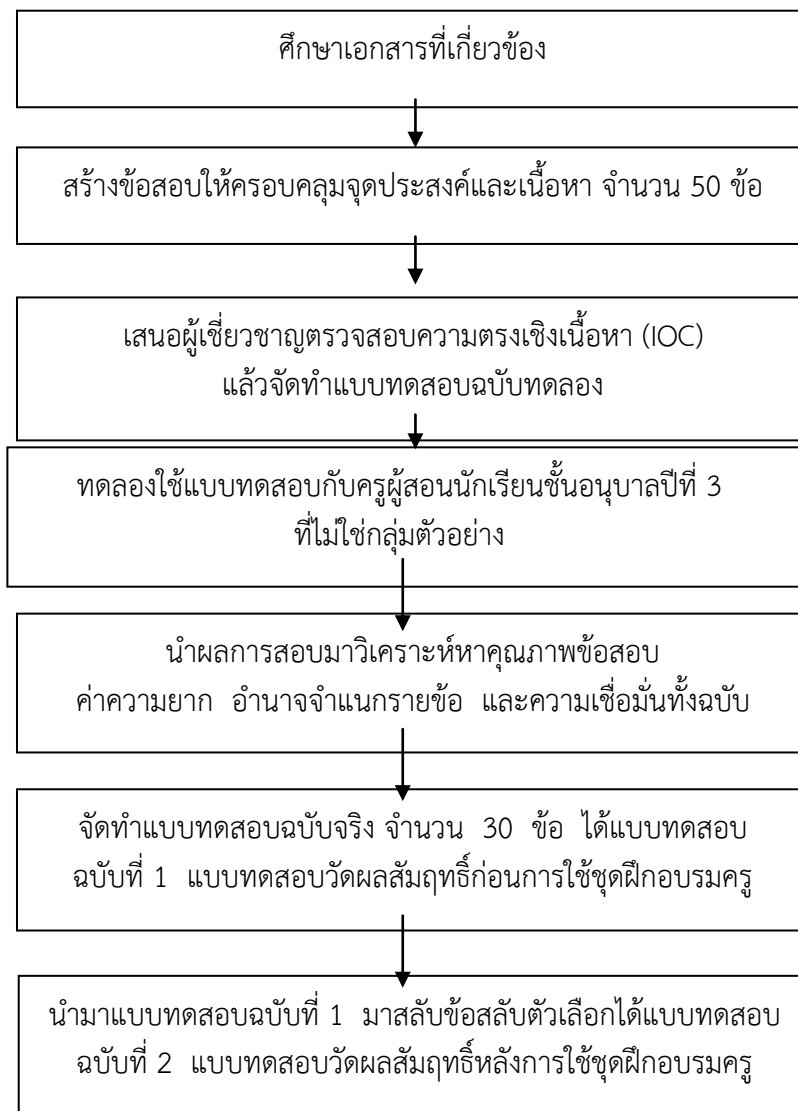 ศึกษาเอกสารที่เกี่ยวข้อง
สร้างข้อสอบให้ครอบคลุมจุดประสงค์และเนื้อหา จำนวน 50 ข้อ
เสนอผู้เชี่ยวชาญตรวจสอบความตรงเชิงเนื้อหา (IOC)
แล้วจัดทำแบบทดสอบฉบับทดลอง
ทดลองใช้แบบทดสอบกับครูผู้สอนนักเรียนชั้นอนุบาลปีที่ 3
ที่ไม่ใช่กลุ่มตัวอย่าง
นำผลการสอบมาวิเคราะห์หาคุณภาพข้อสอบ
ค่าความยาก อำนาจจำแนกรายข้อ และความเชื่อมั่นทั้งฉบับ
จัดทำแบบทดสอบฉบับจริง จำนวน 30 ข้อ ได้แบบทดสอบ
ฉบับที่ 1 แบบทดสอบวัดผลสัมฤทธิ์ก่อนการใช้ชุดฝึกอบรมครู
นำมาแบบทดสอบฉบับที่ 1 มาสลับข้อสลับตัวเลือกได้แบบทดสอบ
ฉบับที่ 2 แบบทดสอบวัดผลสัมฤทธิ์หลังการใช้ชุดฝึกอบรมครู